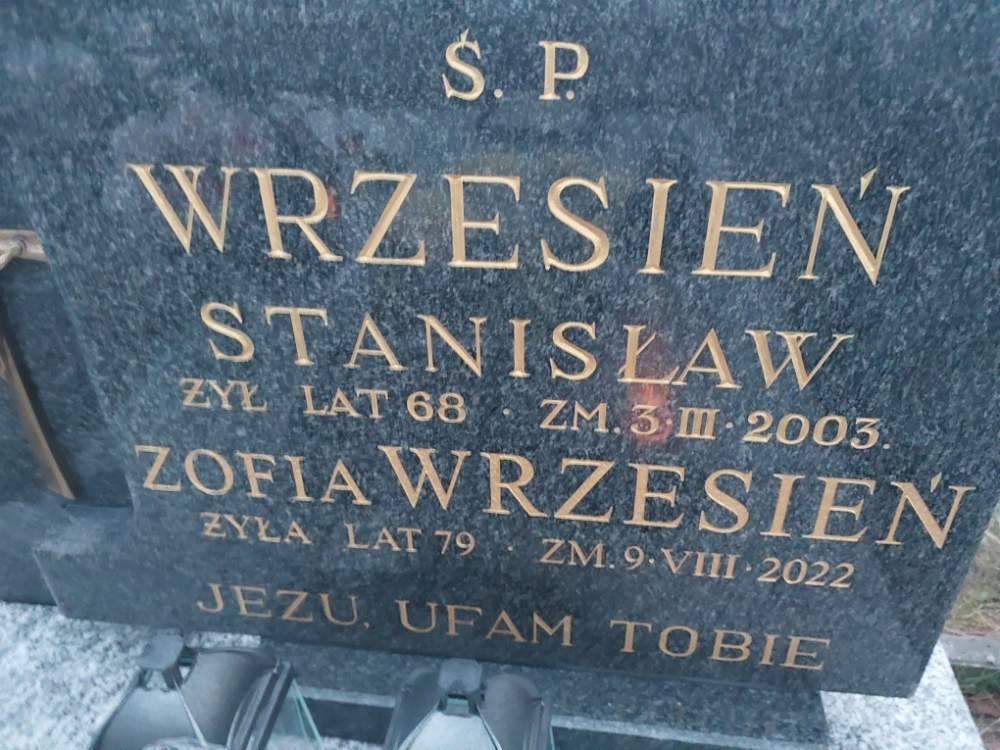 Ś. P.
WRZESIEŃ
STANISŁAW
ŻYŁ LAT 68 · ZM. 3·III·2003.
ZOFIA WRZESIEŃ
ŻYŁA LAT 79 · ZM. 9·VIII·2022
JEZU, UFAM TOBIE